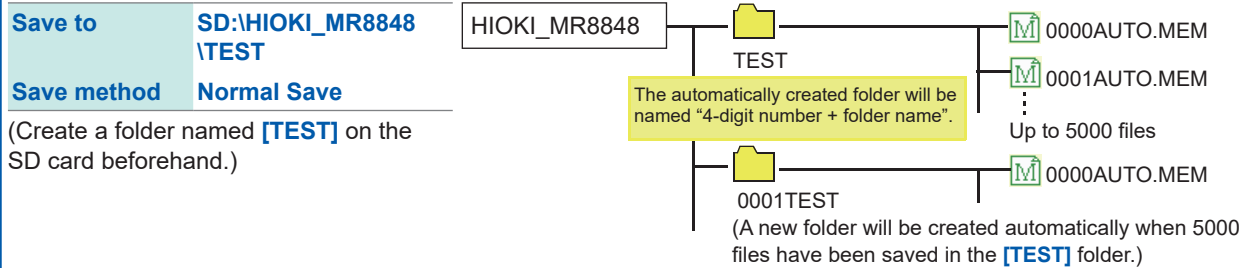 Save to SD:\HIOKI_MR8848
\TEST
Save method Normal Save
(Create a folder named [TEST] on the
SD card beforehand.)
HIOKI_MR8848
TEST
M 0000AUTO.MEM
M 0001AUTO.MEM
Up to 5000 files
The automatically created folder will be
named “4-digit number + folder name”.
0001TEST
M 0000AUTO.MEM
(A new folder will be created automatically when 5000
files have been saved in the [TEST] folder.)